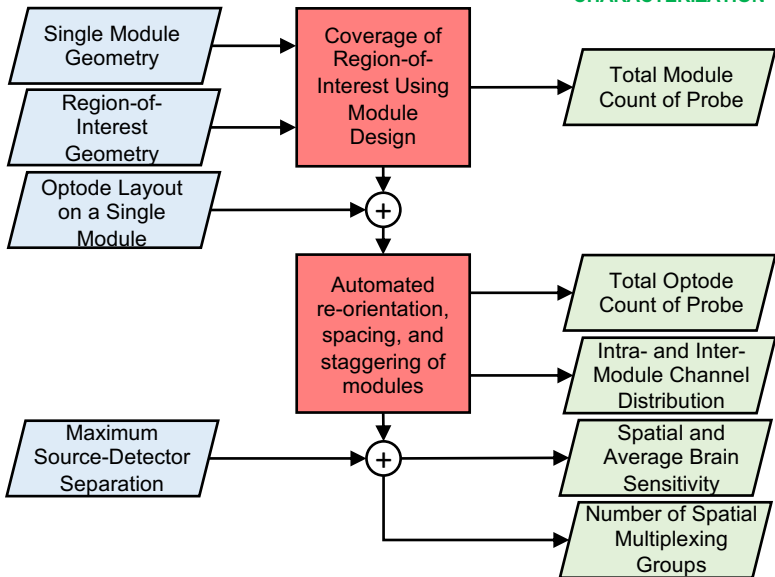 CHARACTERIZATION
Single Module
Geometry
Coverage of
Region-of-
Interest Using
Module
Design
Total Module
Count of Probe
Region-of-
Interest
Geometry
Optode Layout
on a Single
Module
+
Automated
re-orientation,
spacing, and
staggering of
modules
Total Optode
Count of Probe
Intra- and Inter-
Module Channel
Distribution
Maximum
Source-Detector
Separation
+
Spatial and
Average Brain
Sensitivity
Number of Spatial
Multiplexing
Groups